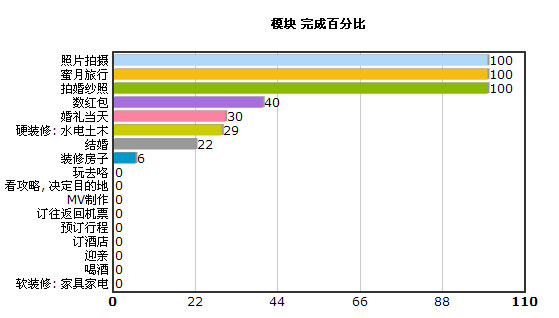 模块 完成百分比
照片拍摄 100
蜜月旅行 100
拍婚纱照 100
数红包 40
婚礼当天 30
硬装修: 水电土木 29
结婚 22
装修房子 6
玩去咯 0
看攻略, 决定目的地 0
MV制作 0
订往返回机票 0
预订行程 0
订酒店 0
迎亲 0
喝酒 0
软装修: 家具家电 0
0 22 44 66 88 110